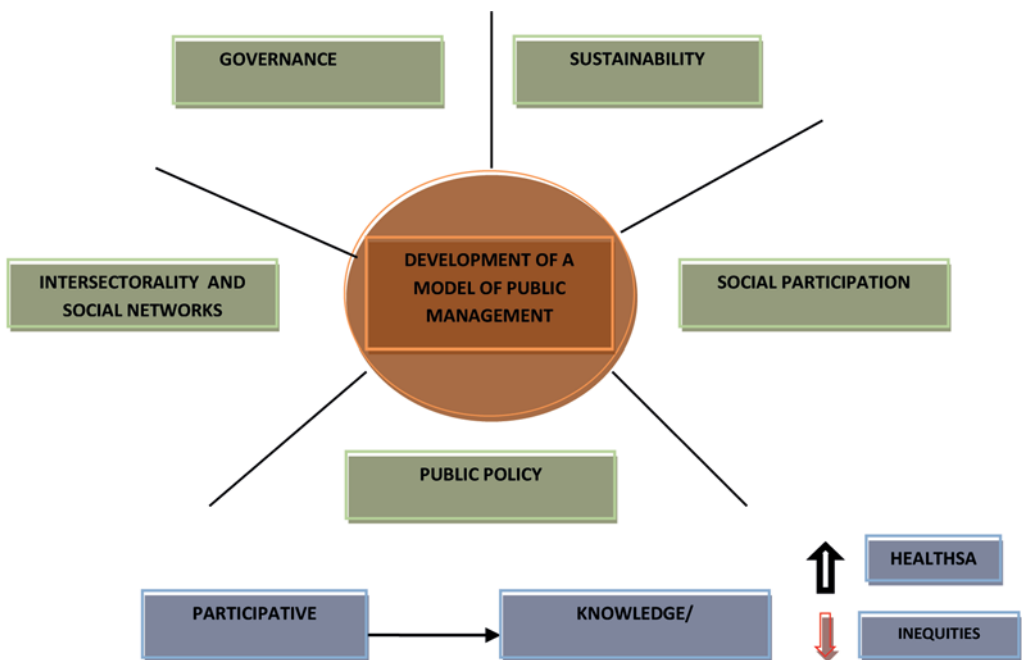 GOVERNANCE
SUSTAINABILITY
INTERSECTORALITY AND
SOCIAL NETWORKS
DEVELOPMENT OF A
MODEL OF PUBLIC
MANAGEMENT
SOCIAL PARTICIPATION
PUBLIC POLICY
HEALTHSA
PARTICIPATIVE
KNOWLEDGE/
INEQUITIES